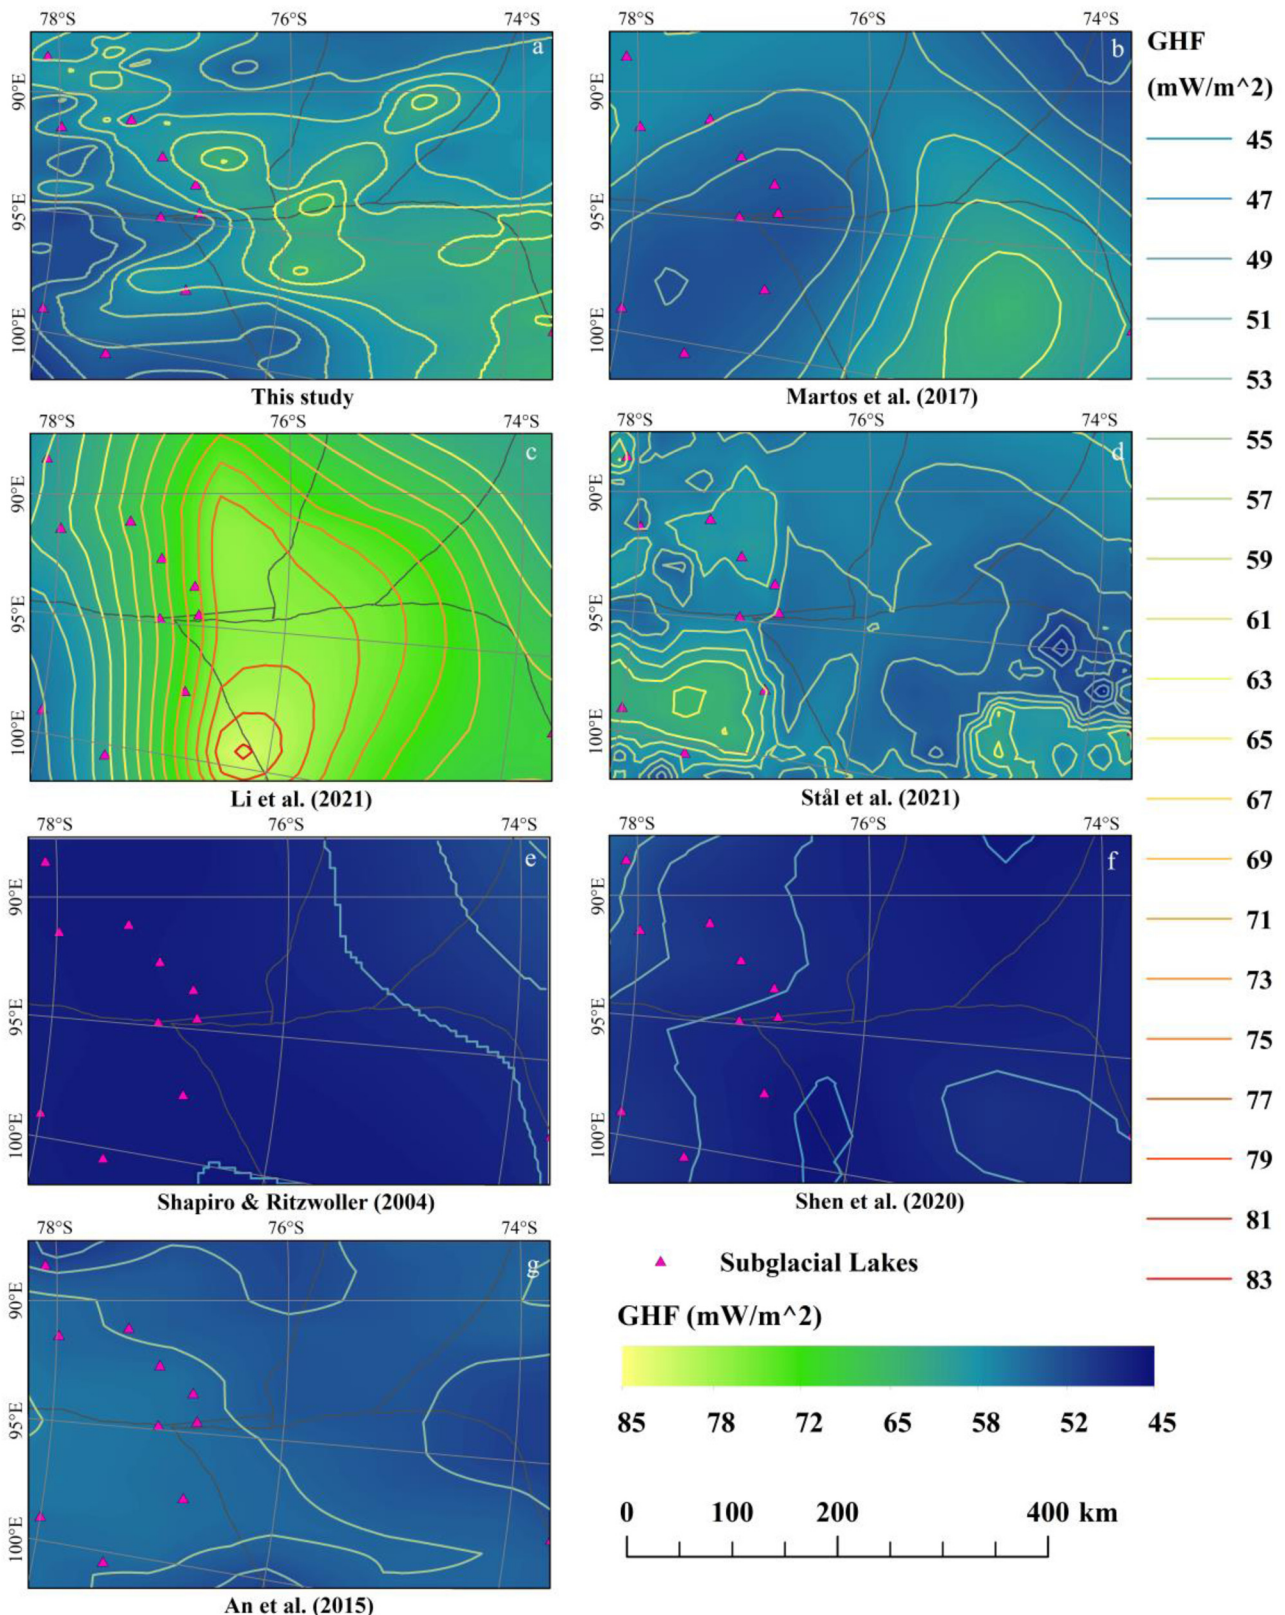 78°S 76°S 74°S
90°E
95°E
100°E
a
This study
78°S 76°S 74°S
90°E
95°E
100°E
b
Martos et al. (2017)
78°S 76°S 74°S
90°E
95°E
100°E
c
Li et al. (2021)
78°S 76°S 74°S
90°E
95°E
100°E
d
Stål et al. (2021)
78°S 76°S 74°S
90°E
95°E
100°E
e
Shapiro & Ritzwoller (2004)
78°S 76°S 74°S
90°E
95°E
100°E
f
Shen et al. (2020)
78°S 76°S 74°S
90°E
95°E
100°E
g
An et al. (2015)
GHF
(mW/m^2)
45
47
49
51
53
55
57
59
61
63
65
67
69
71
73
75
77
79
81
83
Subglacial Lakes
GHF (mW/m^2)
85 78 72 65 58 52 45
0 100 200 400 km